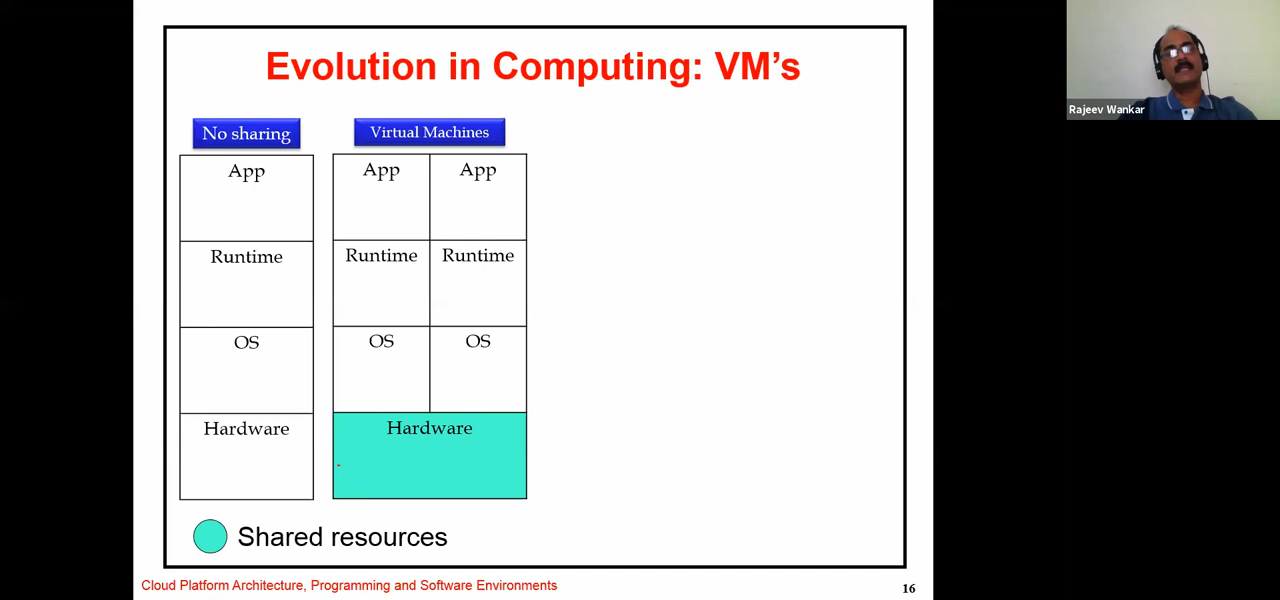 Evolution in Computing: VM's
Rajeev Wankar
No sharing
Virtual Machines
App
App
App
Runtime
Runtime
Runtime
OS
OS
OS
Hardware
Hardware
Shared resources
Cloud Platform Architecture, Programming and Software Environments
16